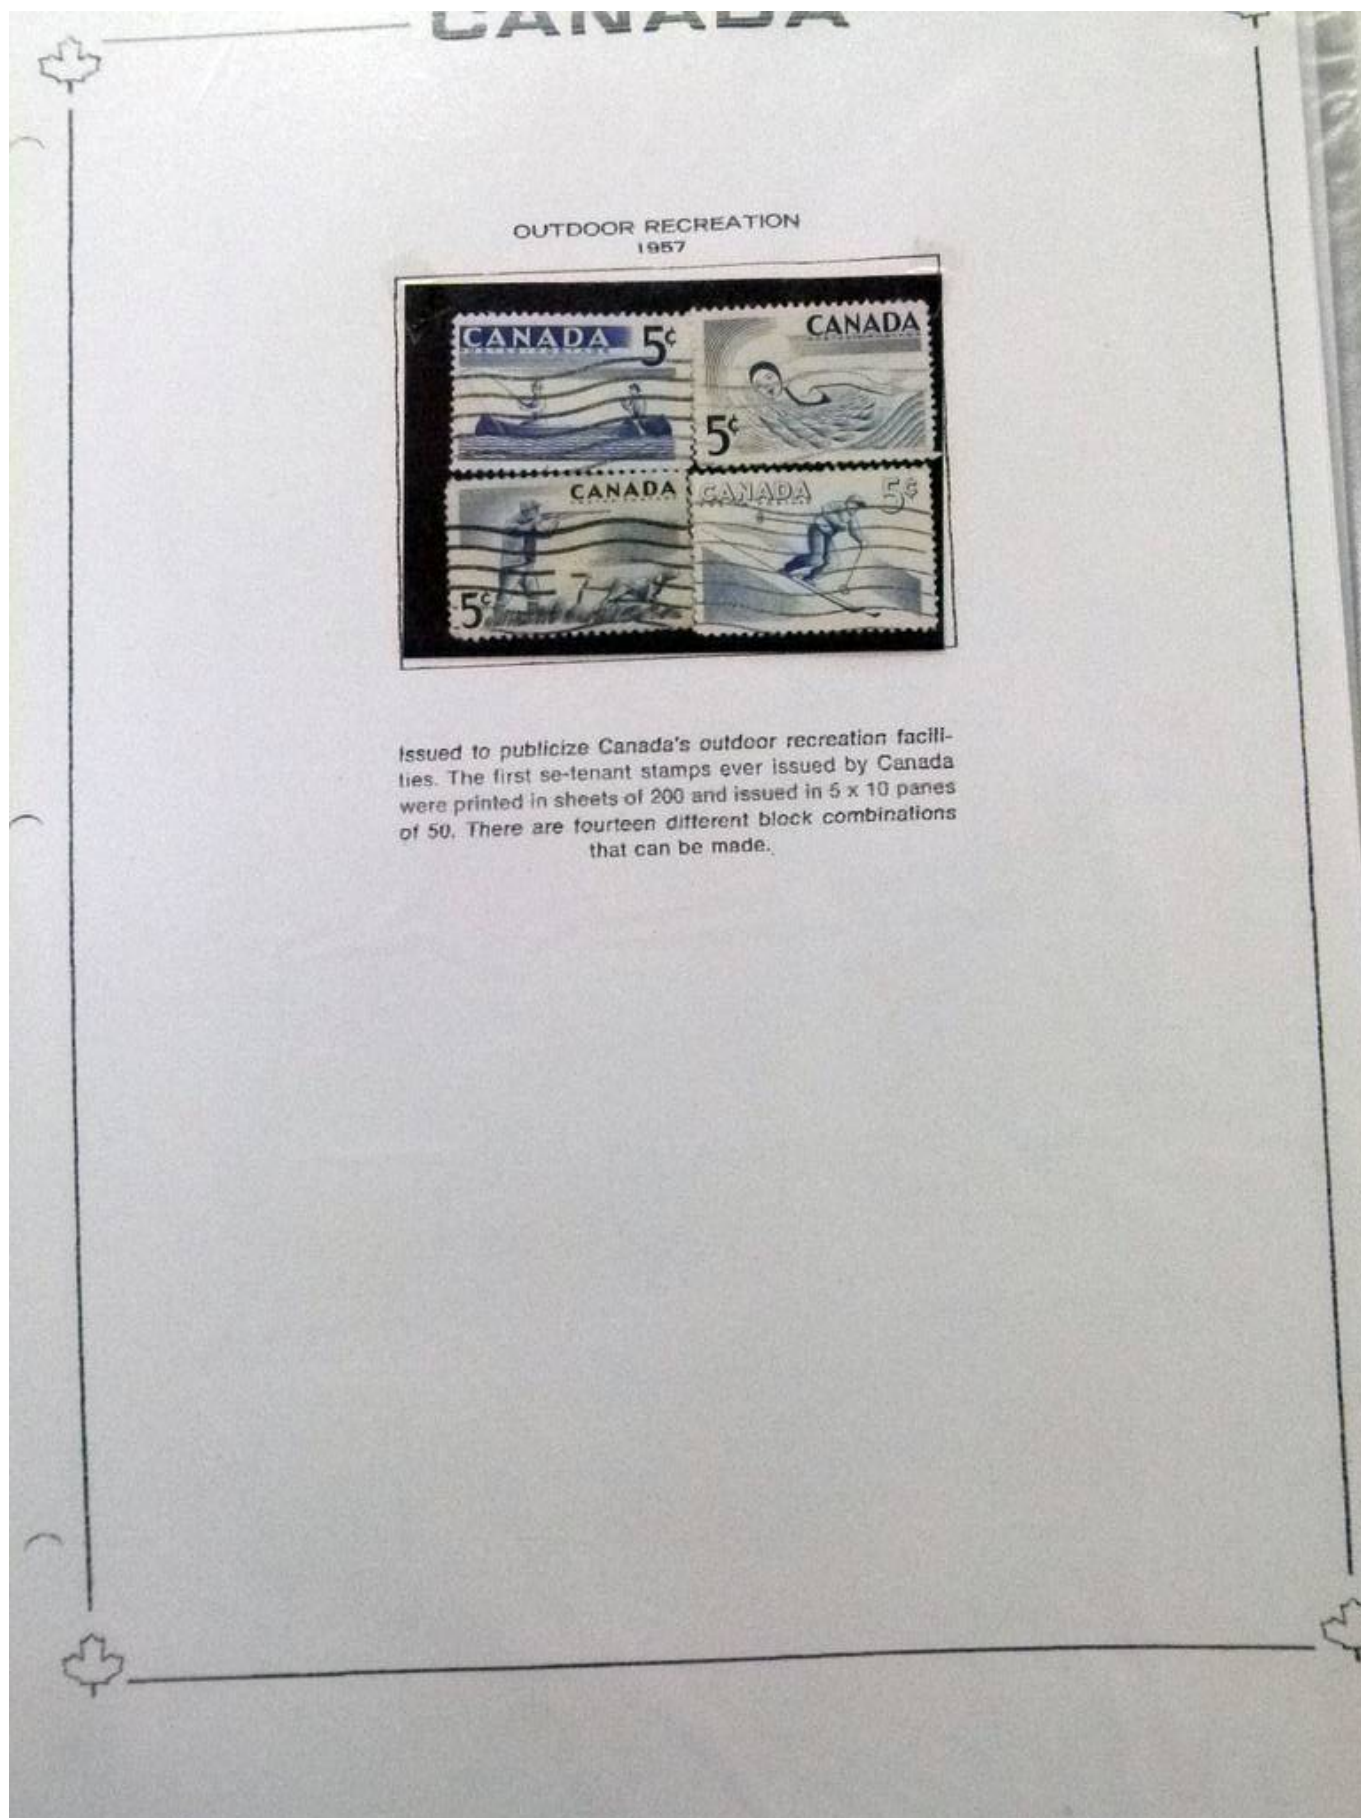 CANADA
OUTDOOR RECREATION
1957
CANADA 5¢
CANADA
5¢
CANADA
5¢
CANADA 5¢
Issued to publicize Canada's outdoor recreation facili-
ties. The first se-tenant stamps ever issued by Canada
were printed in sheets of 200 and issued in 5 x 10 panes
of 50. There are fourteen different block combinations
that can be made.